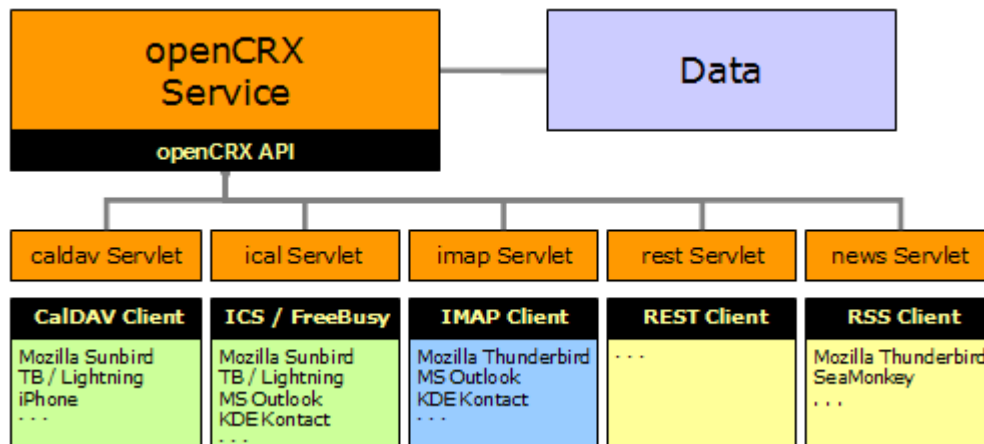 openCRX
Service
Data
openCRX API
caldav Servlet
ical Servlet
imap Servlet
rest Servlet
news Servlet
CalDAV Client
Mozilla Sunbird
TB / Lightning
iPhone
. . .
ICS / FreeBusy
Mozilla Sunbird
TB / Lightning
MS Outlook
KDE Kontact
. . .
IMAP Client
Mozilla Thunderbird
MS Outlook
KDE Kontact
. . .
REST Client
. . .
RSS Client
Mozilla Thunderbird
SeaMonkey
. . .